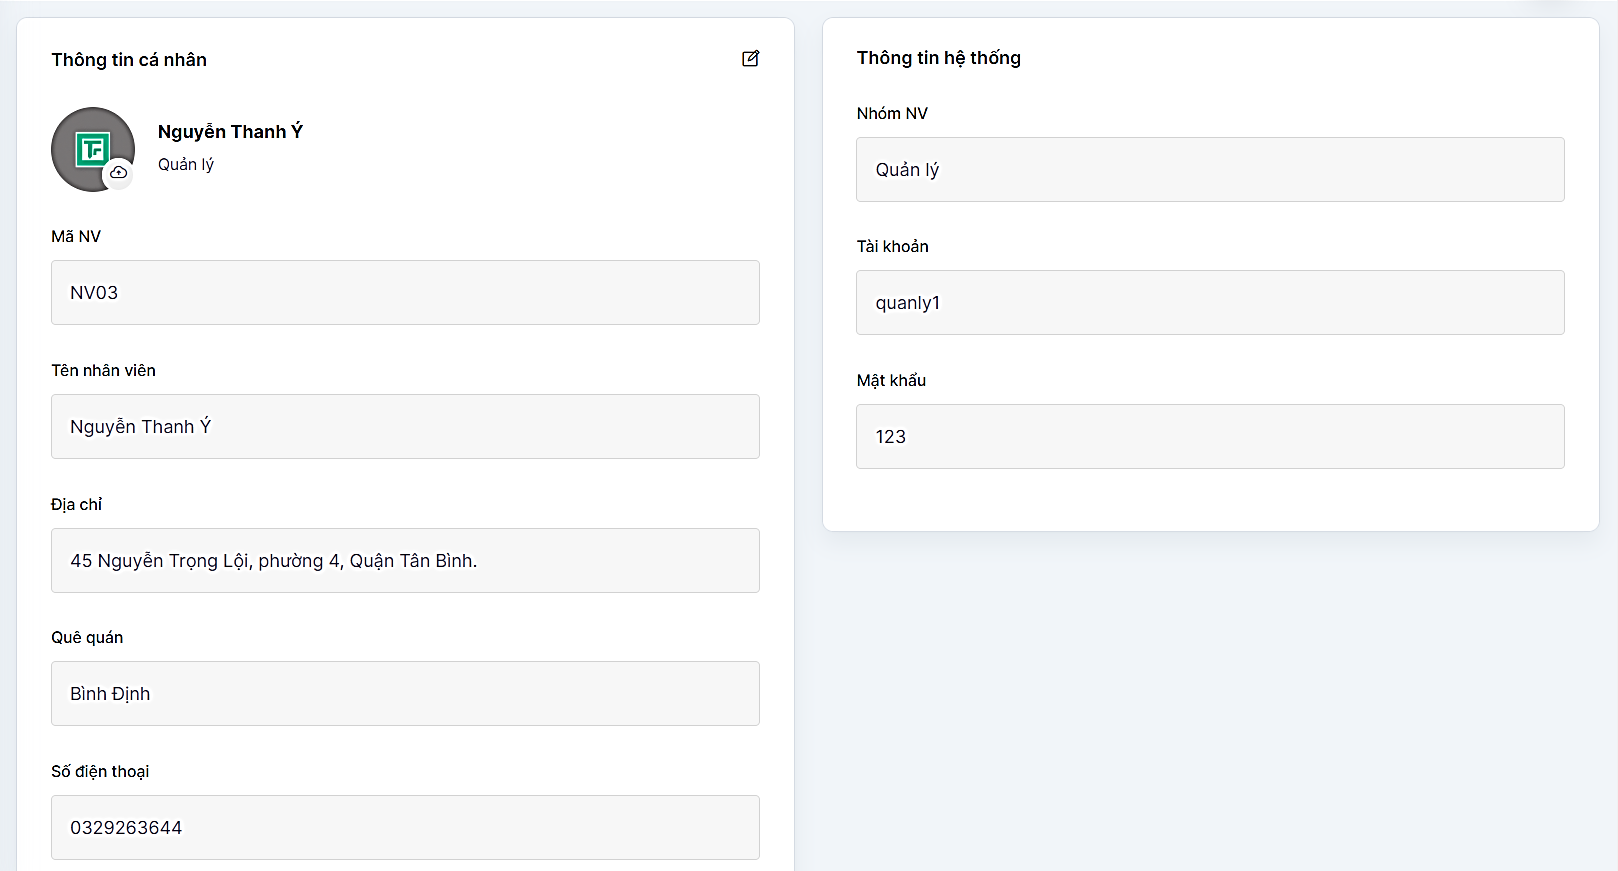 Thông tin cá nhân
Nguyễn Thanh Ý
Quản lý
Mã NV
NV03
Tên nhân viên
Nguyễn Thanh Ý
Địa chỉ
45 Nguyễn Trọng Lội, phường 4, Quận Tân Bình.
Quê quán
Bình Định
Số điện thoại
0329263644
Thông tin hệ thống
Nhóm NV
Quản lý
Tài khoản
quanly1
Mật khẩu
123